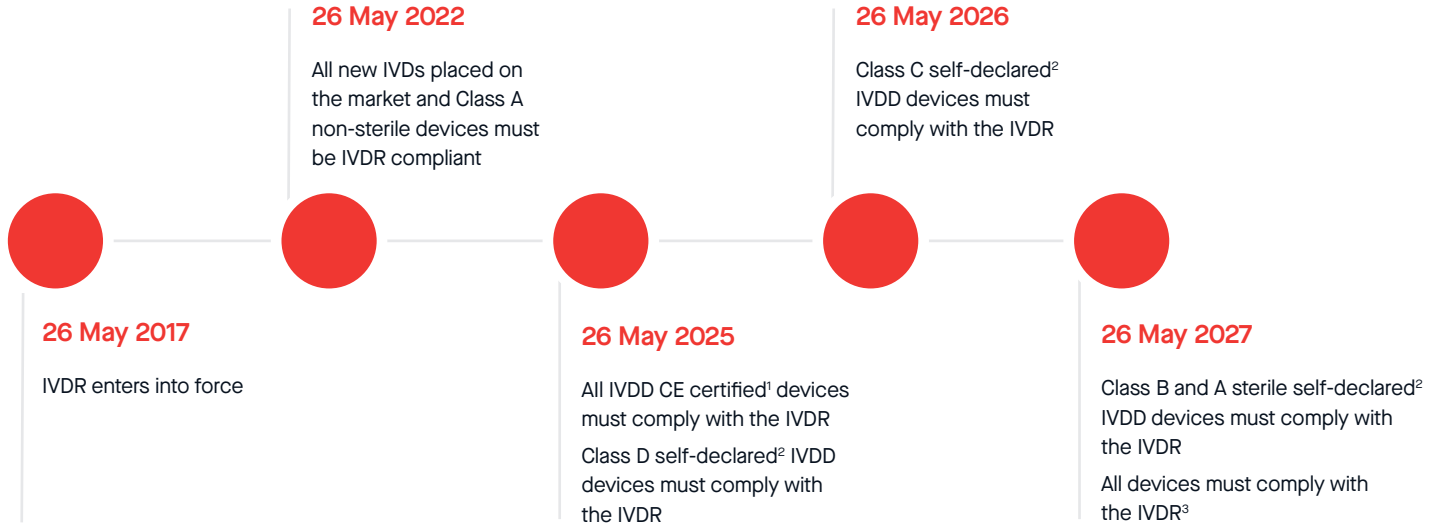 26 May 2022
All new IVDs placed on
the market and Class A
non-sterile devices must
be IVDR compliant
26 May 2026
Class C self-declared²
IVDD devices must
comply with the IVDR
26 May 2017
IVDR enters into force
26 May 2025
All IVDD CE certified¹ devices
must comply with the IVDR
Class D self-declared² IVDD
devices must comply with
the IVDR
26 May 2027
Class B and A sterile self-declared²
IVDD devices must comply with
the IVDR
All devices must comply with
the IVDR³